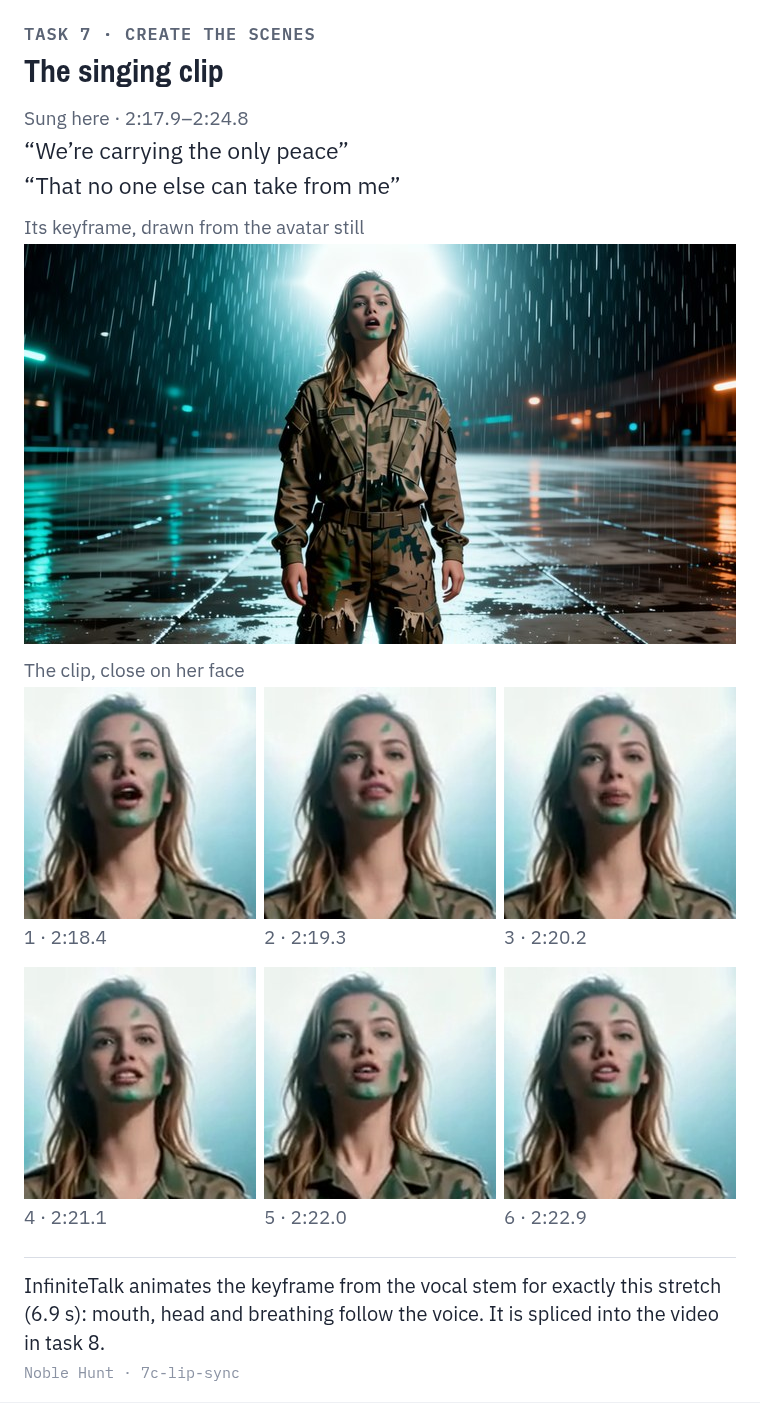 TASK 7 · CREATE THE SCENES
The singing clip
Sung here · 2:17.9–2:24.8
“We’re carrying the only peace”
“That no one else can take from me”
Its keyframe, drawn from the avatar still
The clip, close on her face
1 · 2:18.4
2 · 2:19.3
3 · 2:20.2
4 · 2:21.1
5 · 2:22.0
6 · 2:22.9
InfiniteTalk animates the keyframe from the vocal stem for exactly this stretch
(6.9 s): mouth, head and breathing follow the voice. It is spliced into the video
in task 8.
Noble Hunt · 7c-lip-sync